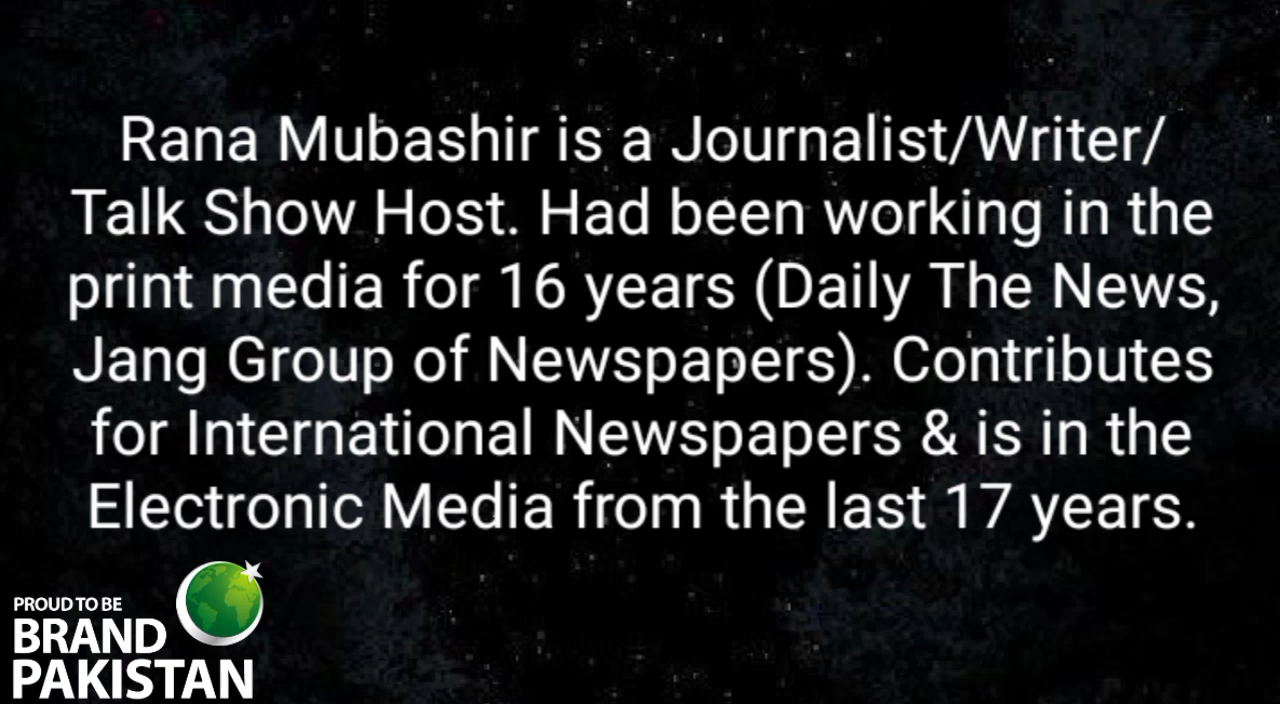 Rana Mubashir is a Journalist/Writer/
Talk Show Host. Had been working in the
print media for 16 years (Daily The News,
Jang Group of Newspapers). Contributes
for International Newspapers & is in the
Electronic Media from the last 17 years.
PROUD TO BE
BRAND
PAKISTAN